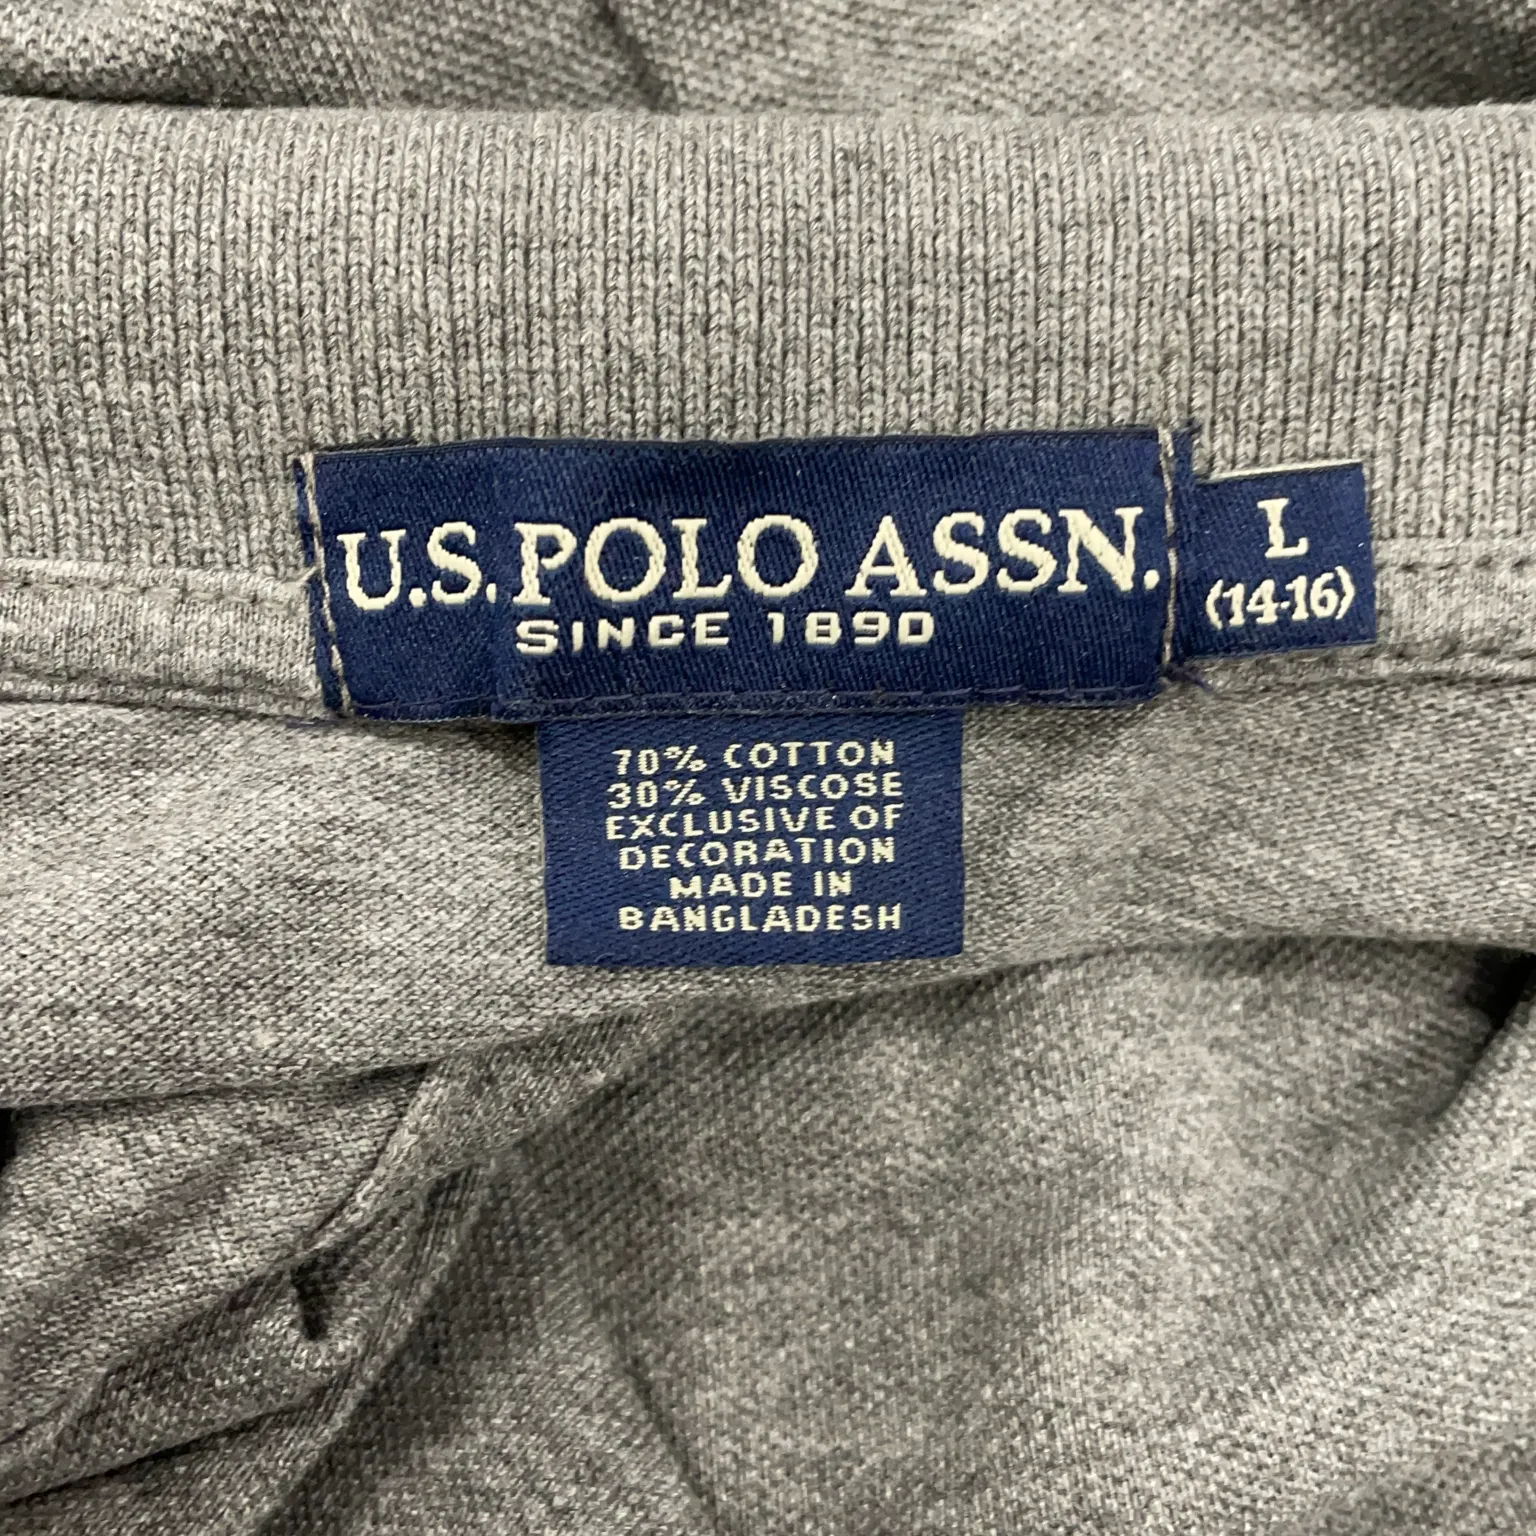 U.S. POLO ASSN.
SINCE 1890
L
(14-16)
70% COTTON
30% VISCOSE
EXCLUSIVE OF
DECORATION
MADE IN
BANGLADESH